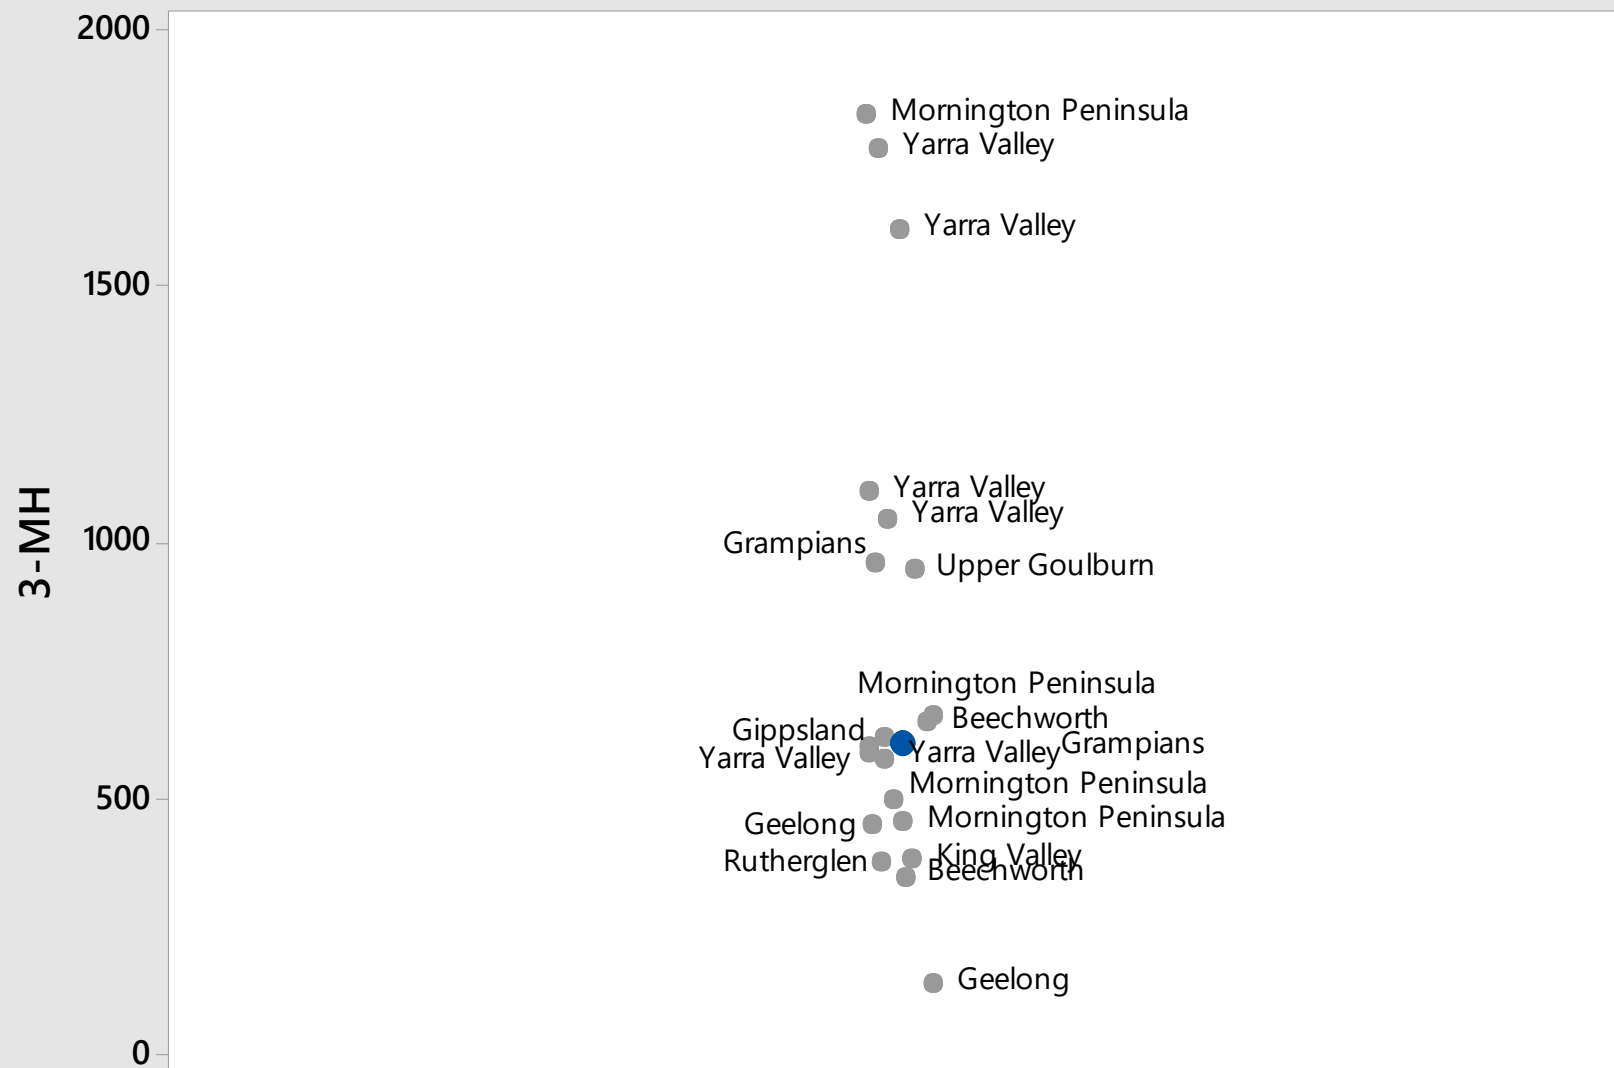 2000
Mornington Peninsula
Yarra Valley
Yarra Valley
1500
Yarra Valley
Yarra Valley
1000
Grampians
Upper Goulburn
3-MH
Mornington Peninsula
Beechworth
Gippsland
Grampians
Yarra Valley
Yarra Valley
Mornington Peninsula
500
Mornington Peninsula
Geelong
King Valley
Rutherglen
Beechworth
Geelong
0